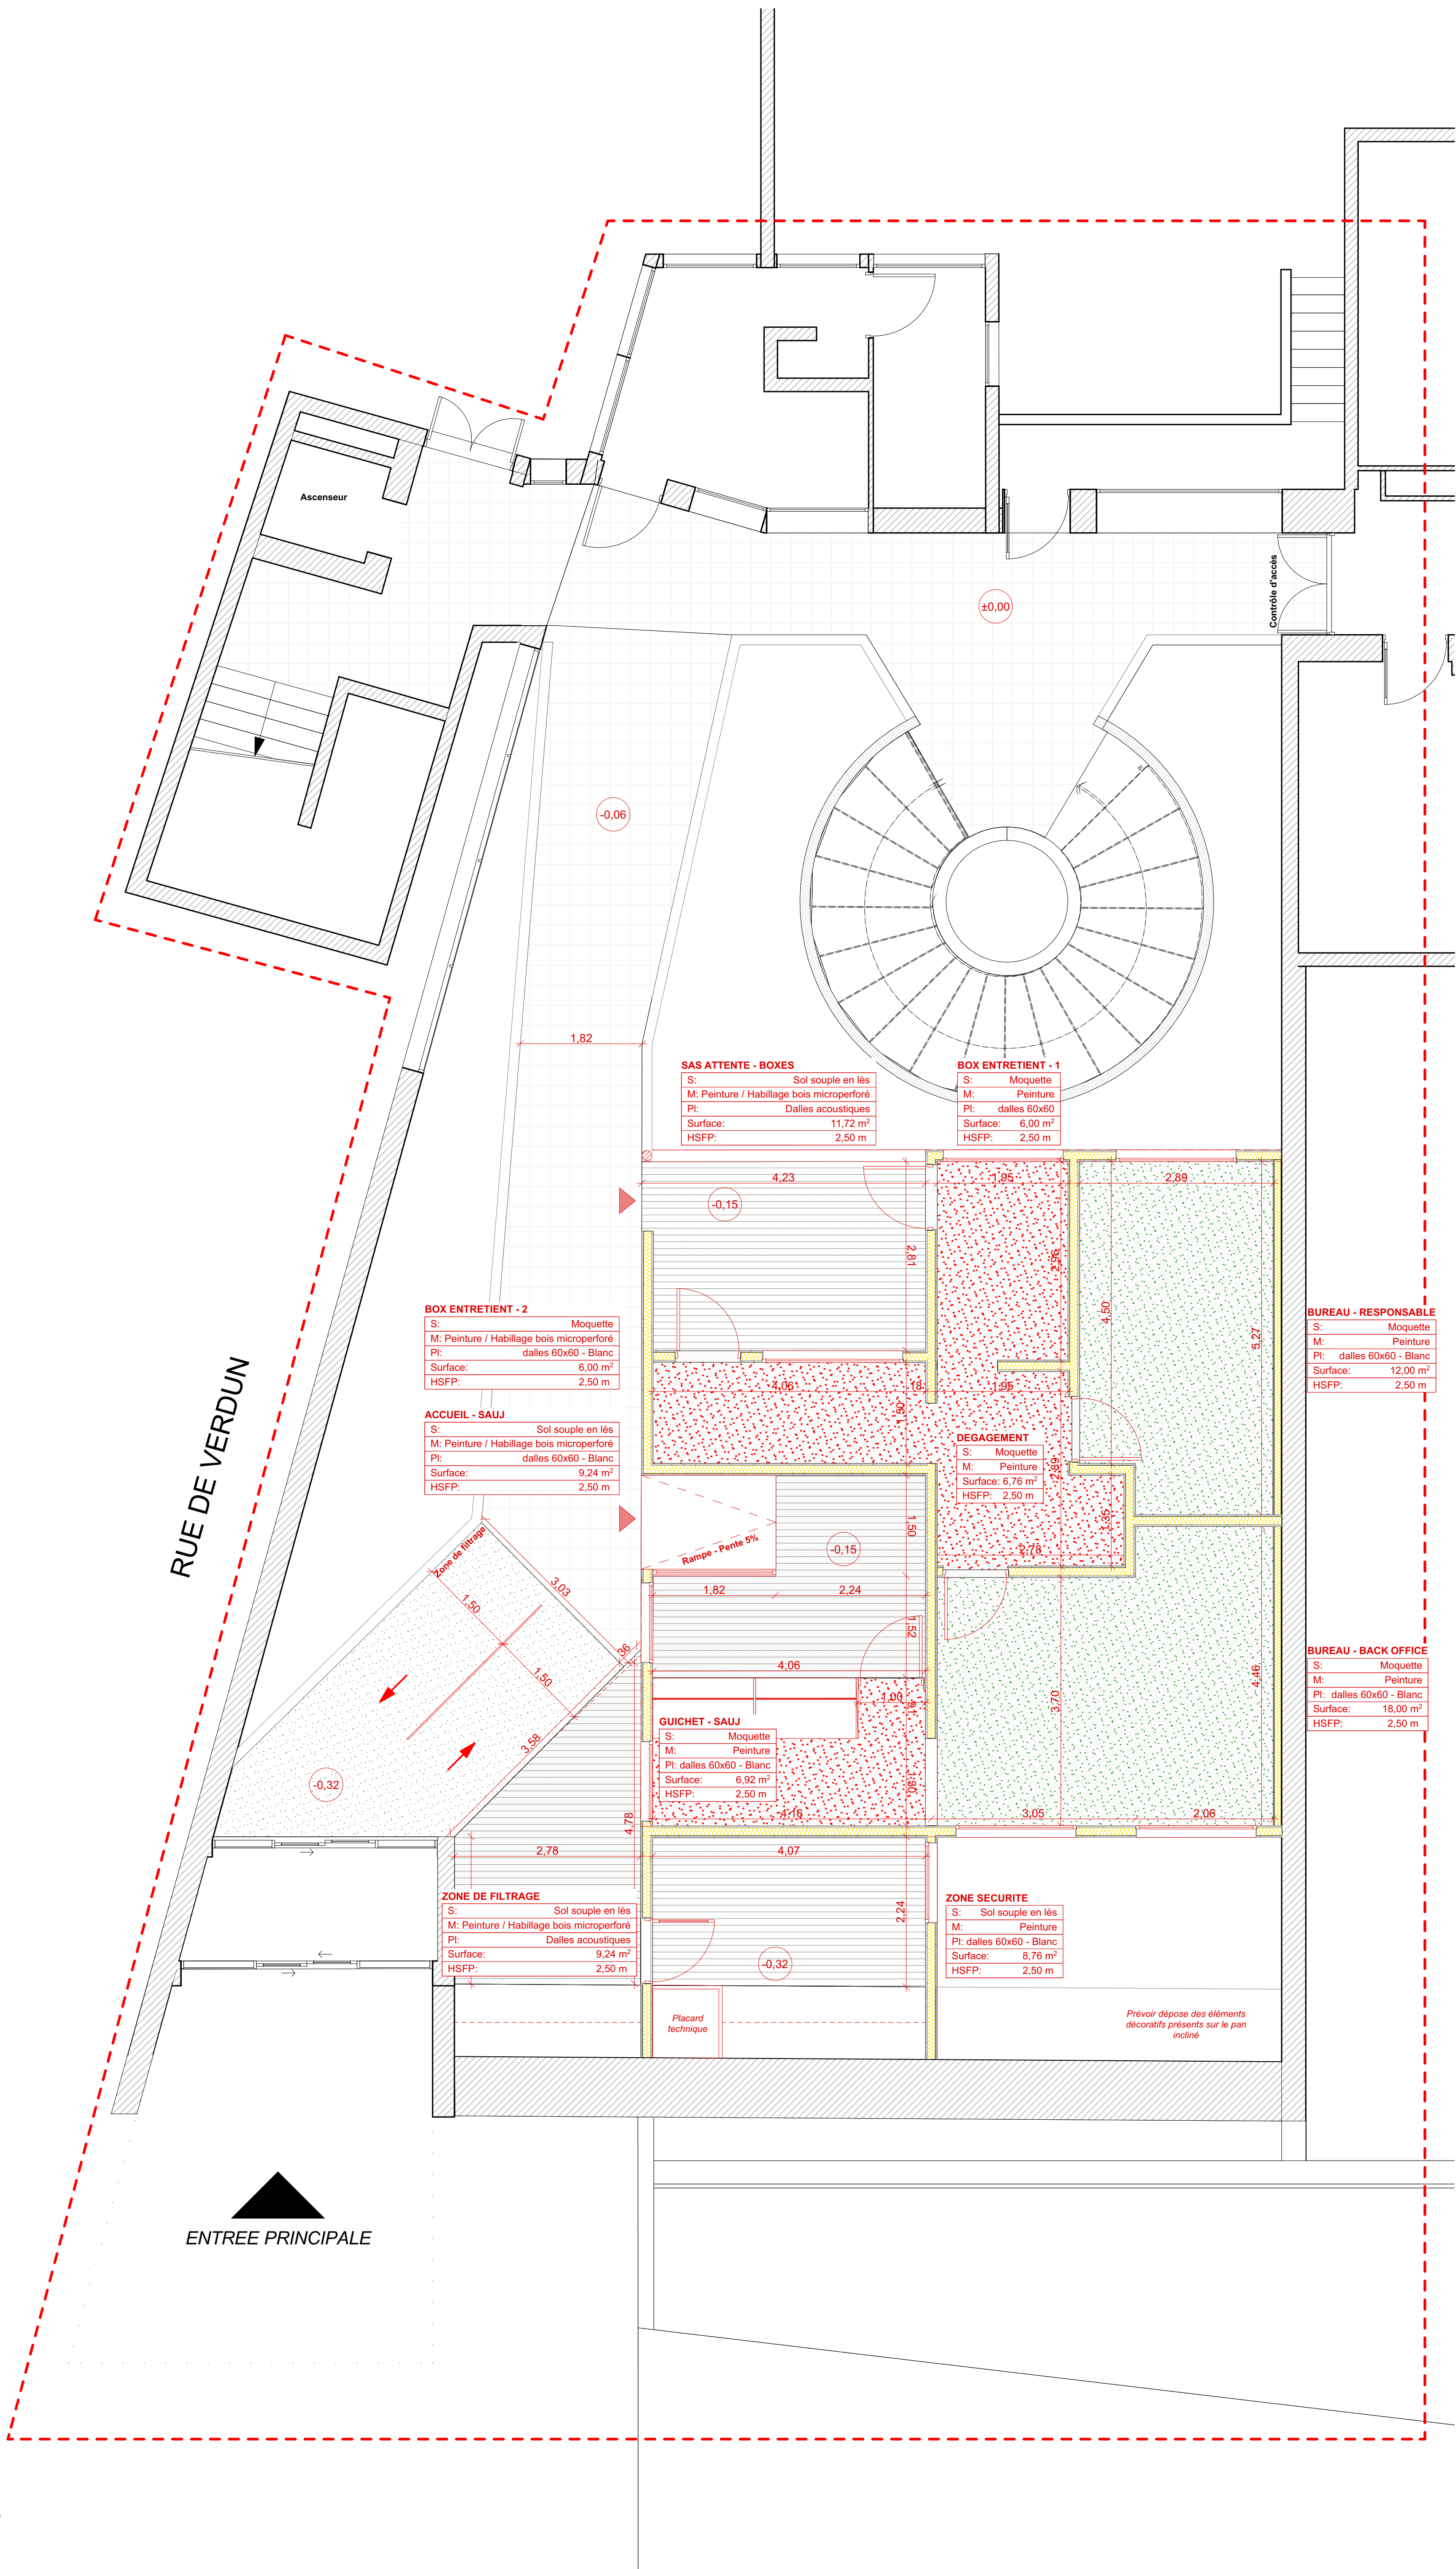 Ascenseur
Contrôle d'accès
±0,00
-0,06
1,82
SAS ATTENTE - BOXES
S: Sol souple en lès
M: Peinture / Habillage bois microperforé
Pl: Dalles acoustiques
Surface: 11,72 m²
HSFP: 2,50 m
BOX ENTRETIENT - 1
S: Moquette
M: Peinture
Pl: dalles 60x60
Surface: 6,00 m²
HSFP: 2,50 m
4,23
1,95
2,89
-0,15
2,81
2,96
4,50
5,27
BOX ENTRETIENT - 2
S: Moquette
M: Peinture / Habillage bois microperforé
Pl: dalles 60x60 - Blanc
Surface: 6,00 m²
HSFP: 2,50 m
BUREAU - RESPONSABLE
S: Moquette
M: Peinture
Pl: dalles 60x60 - Blanc
Surface: 12,00 m²
HSFP: 2,50 m
4,06
18
1,95
1,50
ACCUEIL - SAUJ
S: Sol souple en lès
M: Peinture / Habillage bois microperforé
Pl: dalles 60x60 - Blanc
Surface: 9,24 m²
HSFP: 2,50 m
DEGAGEMENT
S: Moquette
M: Peinture
Surface: 6,76 m²
HSFP: 2,50 m
2,89
1,35
2,78
RUE DE VERDUN
Zone de filtrage
Rampe - Pente 5%
-0,15
1,50
3,03
1,50
1,82
2,24
1,52
36
1,50
4,06
4,46
BUREAU - BACK OFFICE
S: Moquette
M: Peinture
Pl: dalles 60x60 - Blanc
Surface: 18,00 m²
HSFP: 2,50 m
1,00
91
3,70
GUICHET - SAUJ
S: Moquette
M: Peinture
Pl: dalles 60x60 - Blanc
Surface: 6,92 m²
HSFP: 2,50 m
3,58
-0,32
1,30
4,16
3,05
2,06
4,78
2,78
4,07
ZONE DE FILTRAGE
S: Sol souple en lès
M: Peinture / Habillage bois microperforé
Pl: Dalles acoustiques
Surface: 9,24 m²
HSFP: 2,50 m
2,24
-0,32
ZONE SECURITE
S: Sol souple en lès
M: Peinture
Pl: dalles 60x60 - Blanc
Surface: 8,76 m²
HSFP: 2,50 m
Placard
technique
Prévoir dépose des éléments
décoratifs présents sur le pan
incliné
ENTREE PRINCIPALE